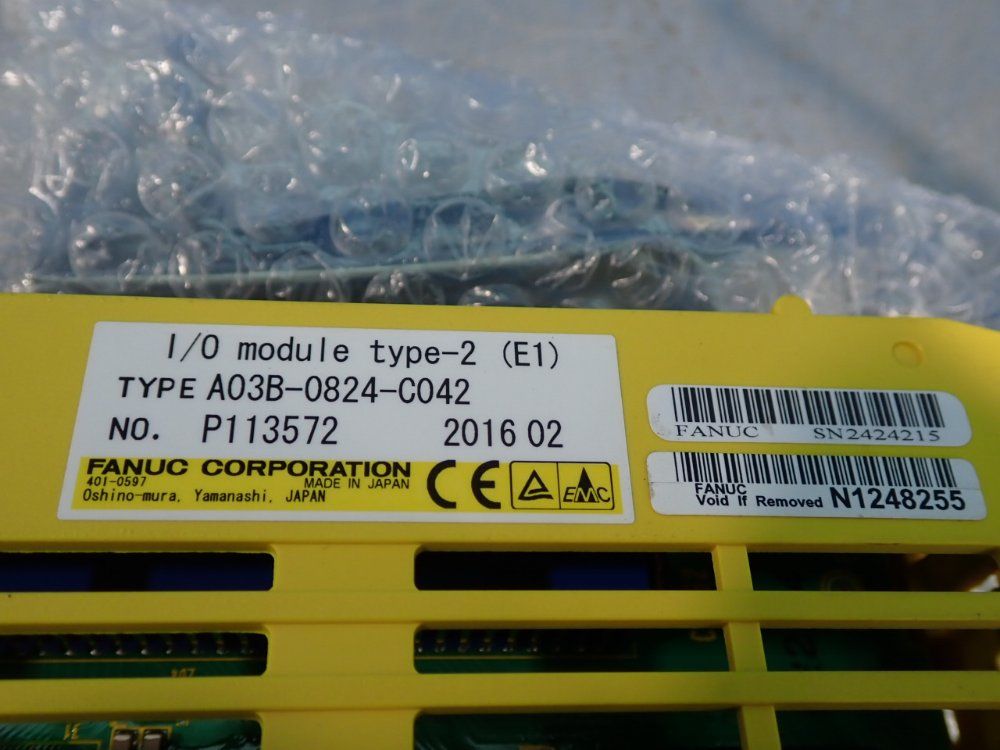 I/O module type-2 (E1)
TYPE A03B-0824-C042
NO. P113572 2016 02
FANUC CORPORATION
401-0597 MADE IN JAPAN
Oshino-mura, Yamanashi, JAPAN
CE
EMC
FANUC SN2424215
FANUC
Void If Removed N1248255